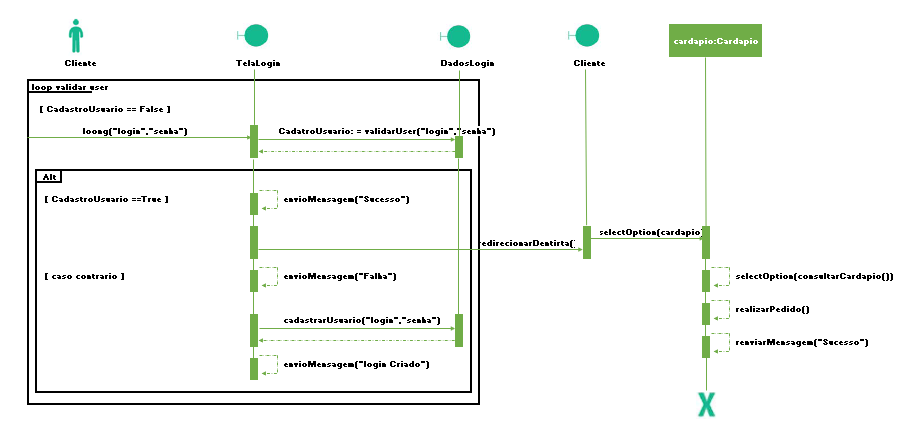 cardapio:Cardapio
Cliente
TelaLogin
DadosLogin
Cliente
loop validar user
[ CadastroUsuario == False ]
loong("login","senha")
CadatroUsuario: = validarUser("login","senha")
Alt
[ CadastroUsuario ==True ]
envioMensagem("Sucesso")
selectOption(cardapio)
redirecionarDentirta()
[ caso contrario ]
envioMensagem("Falha")
selectOption(consultarCardapio())
realizarPedido()
cadastrarUsuario("login","senha")
renviarMensagem("Sucesso")
envioMensagem("login Criado")